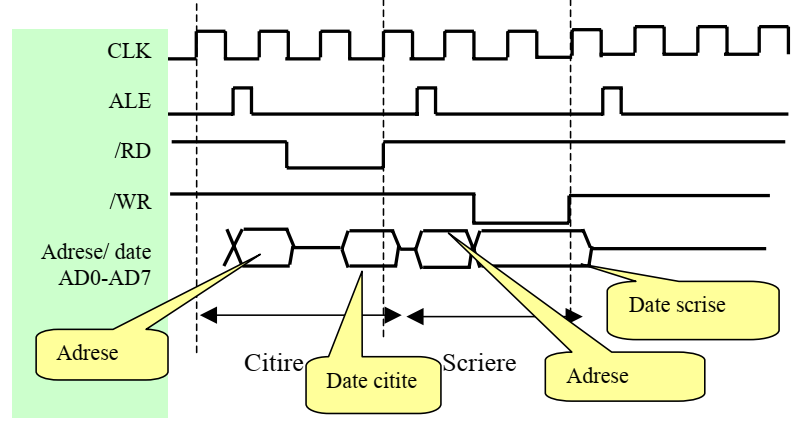 CLK
ALE
/RD
/WR
Adrese/ date
AD0-AD7
Date scrise
Adrese
Citire
Scriere
Date citite
Adrese